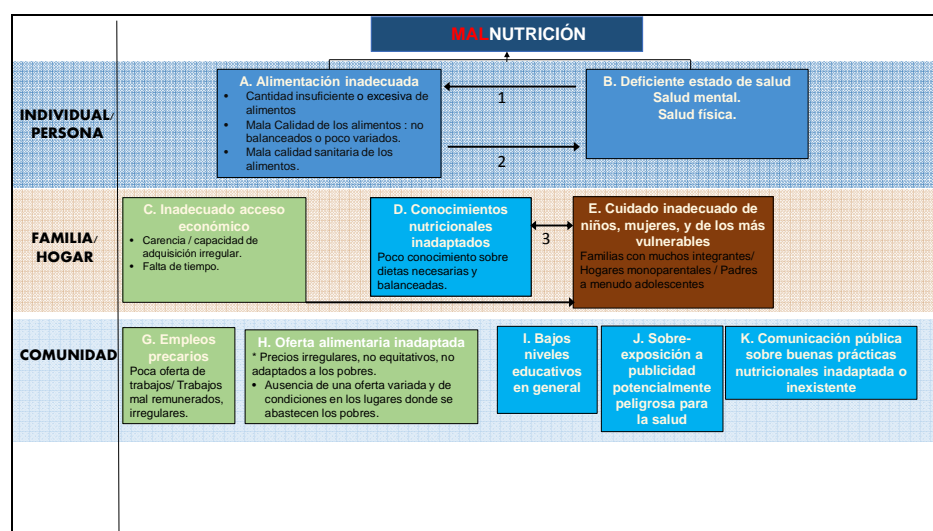 MALNUTRICIÓN
INDIVIDUAL/
PERSONA
A. Alimentación inadecuada
• Cantidad insuficiente o excesiva de
alimentos
• Mala Calidad de los alimentos : no
balanceados o poco variados.
• Mala calidad sanitaria de los
alimentos.
1
2
B. Deficiente estado de salud
Salud mental.
Salud física.
FAMILIA/
HOGAR
C. Inadecuado acceso
económico
• Carencia / capacidad de
adquisición irregular.
• Falta de tiempo.
D. Conocimientos
nutricionales
inadaptados
Poco conocimiento sobre
dietas necesarias y
balanceadas.
3
E. Cuidado inadecuado de
niños, mujeres, y de los más
vulnerables
Familias con muchos integrantes/
Hogares monoparentales / Padres
a menudo adolescentes
COMUNIDAD
G. Empleos
precarios
Poca oferta de
trabajos/ Trabajos
mal remunerados,
irregulares.
H. Oferta alimentaria inadaptada
* Precios irregulares, no equitativos, no
adaptados a los pobres.
• Ausencia de una oferta variada y de
condiciones en los lugares donde se
abastecen los pobres.
I. Bajos
niveles
educativos
en general
J. Sobre-
exposición a
publicidad
potencialmente
peligrosa para
la salud
K. Comunicación pública
sobre buenas prácticas
nutricionales inadaptada o
inexistente